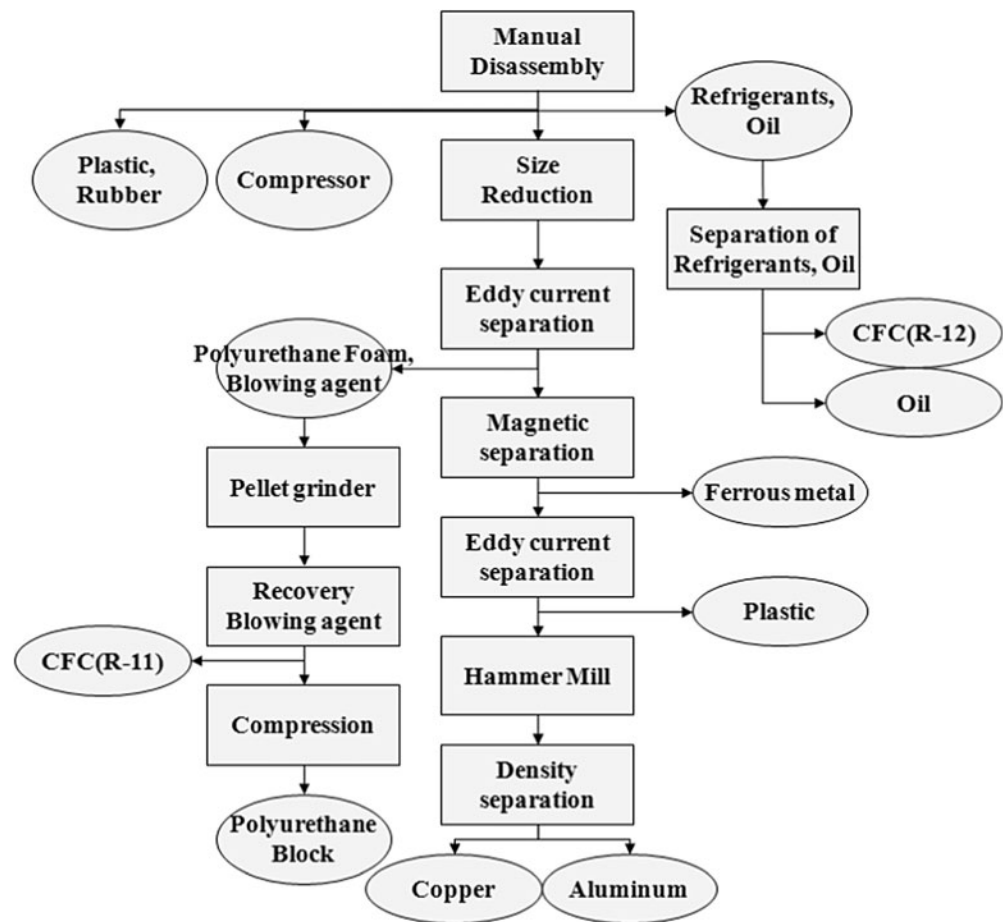 Manual
Disassembly
Refrigerants,
Oil
Plastic,
Rubber
Compressor
Size
Reduction
Separation of
Refrigerants, Oil
Eddy current
separation
CFC(R-12)
Polyurethane Foam,
Blowing agent
Oil
Magnetic
separation
Pellet grinder
Ferrous metal
Eddy current
separation
Recovery
Blowing agent
Plastic
CFC(R-11)
Hammer Mill
Compression
Density
separation
Polyurethane
Block
Copper
Aluminum